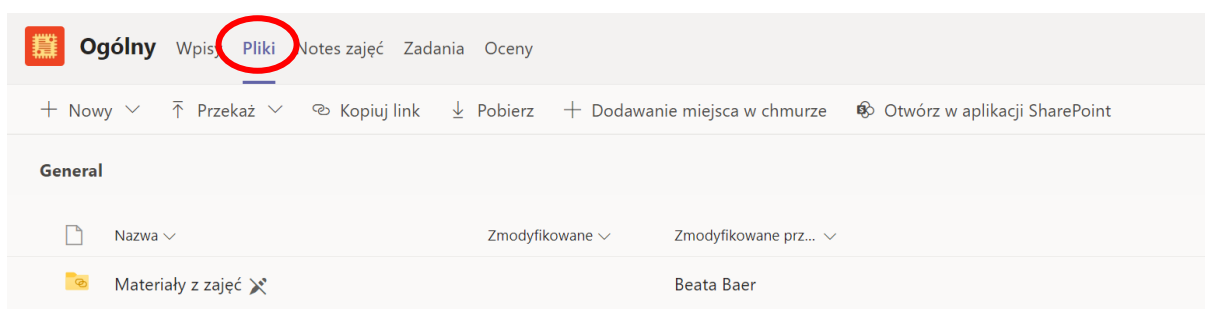 Ogólny Wpisy Pliki Notes zajęć Zadania Oceny
Nowy Przekaż Kopiuj link Pobierz Dodawanie miejsca w chmurze Otwórz w aplikacji SharePoint
General
Nazwa Zmodyfikowane Zmodyfikowane prz...
Materiały z zajęć Beata Baer